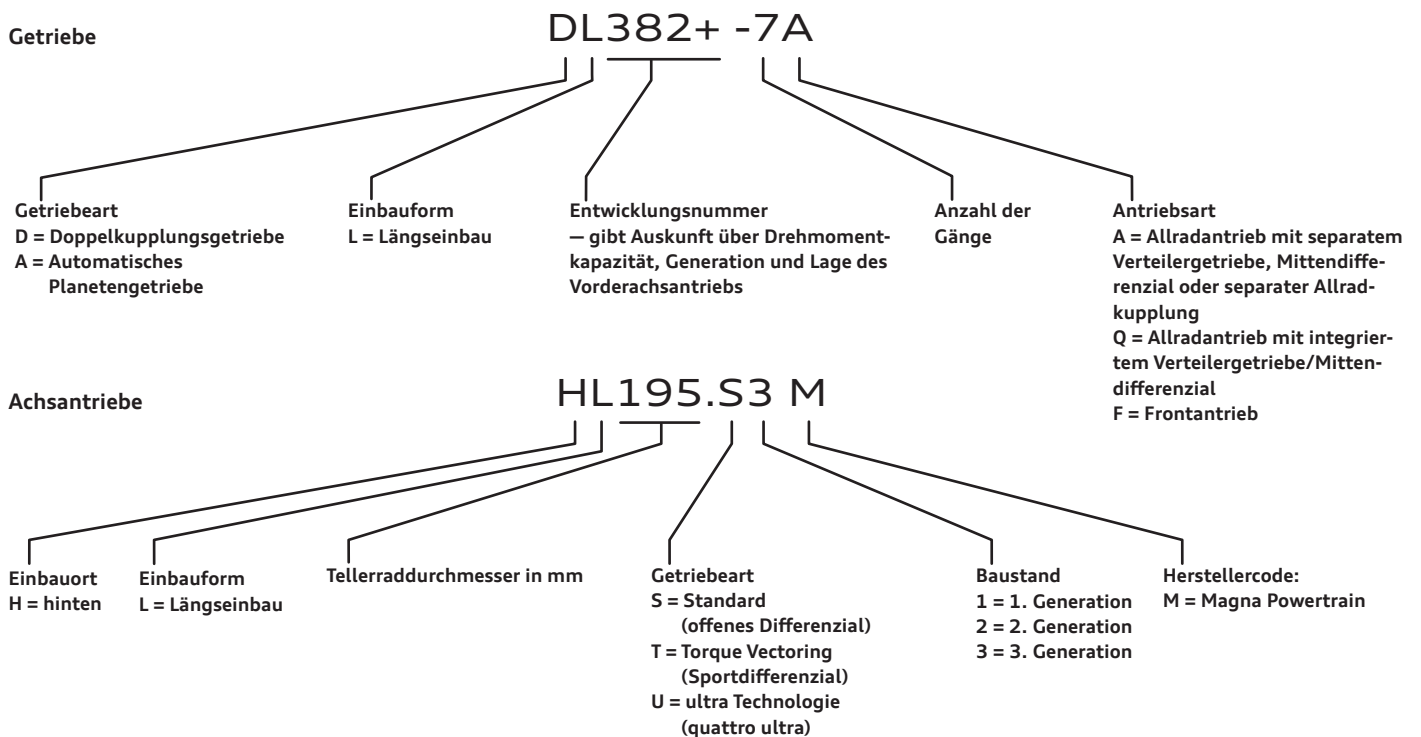 Getriebe
DL382+ -7A
Getriebeart
D = Doppelkupplungsgetriebe
A = Automatisches
Planetengetriebe
Einbauform
L = Längseinbau
Entwicklungsnummer
— gibt Auskunft über Drehmoment-
kapazität, Generation und Lage des
Vorderachsantriebs
Anzahl der
Gänge
Antriebsart
A = Allradantrieb mit separatem
Verteilergetriebe, Mittendiffe-
renzial oder separater Allrad-
kupplung
Q = Allradantrieb mit integrier-
tem Verteilergetriebe/Mitten-
differenzial
F = Frontantrieb
Achsantriebe
HL195.S3 M
Einbauort
H = hinten
Einbauform
L = Längseinbau
Tellerraddurchmesser in mm
Getriebeart
S = Standard
(offenes Differenzial)
T = Torque Vectoring
(Sportdifferenzial)
U = ultra Technologie
(quattro ultra)
Baustand
1 = 1. Generation
2 = 2. Generation
3 = 3. Generation
Herstellercode:
M = Magna Powertrain